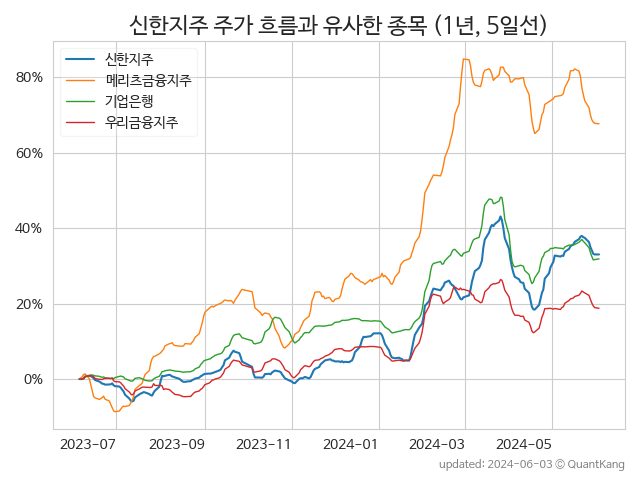 신한지주 주가 흐름과 유사한 종목 (1년, 5일선)
신한지주
메리츠금융지주
기업은행
우리금융지주
80%
60%
40%
20%
0%
2023-07
2023-09
2023-11
2024-01
2024-03
2024-05
updated: 2024-06-03 © QuantKang